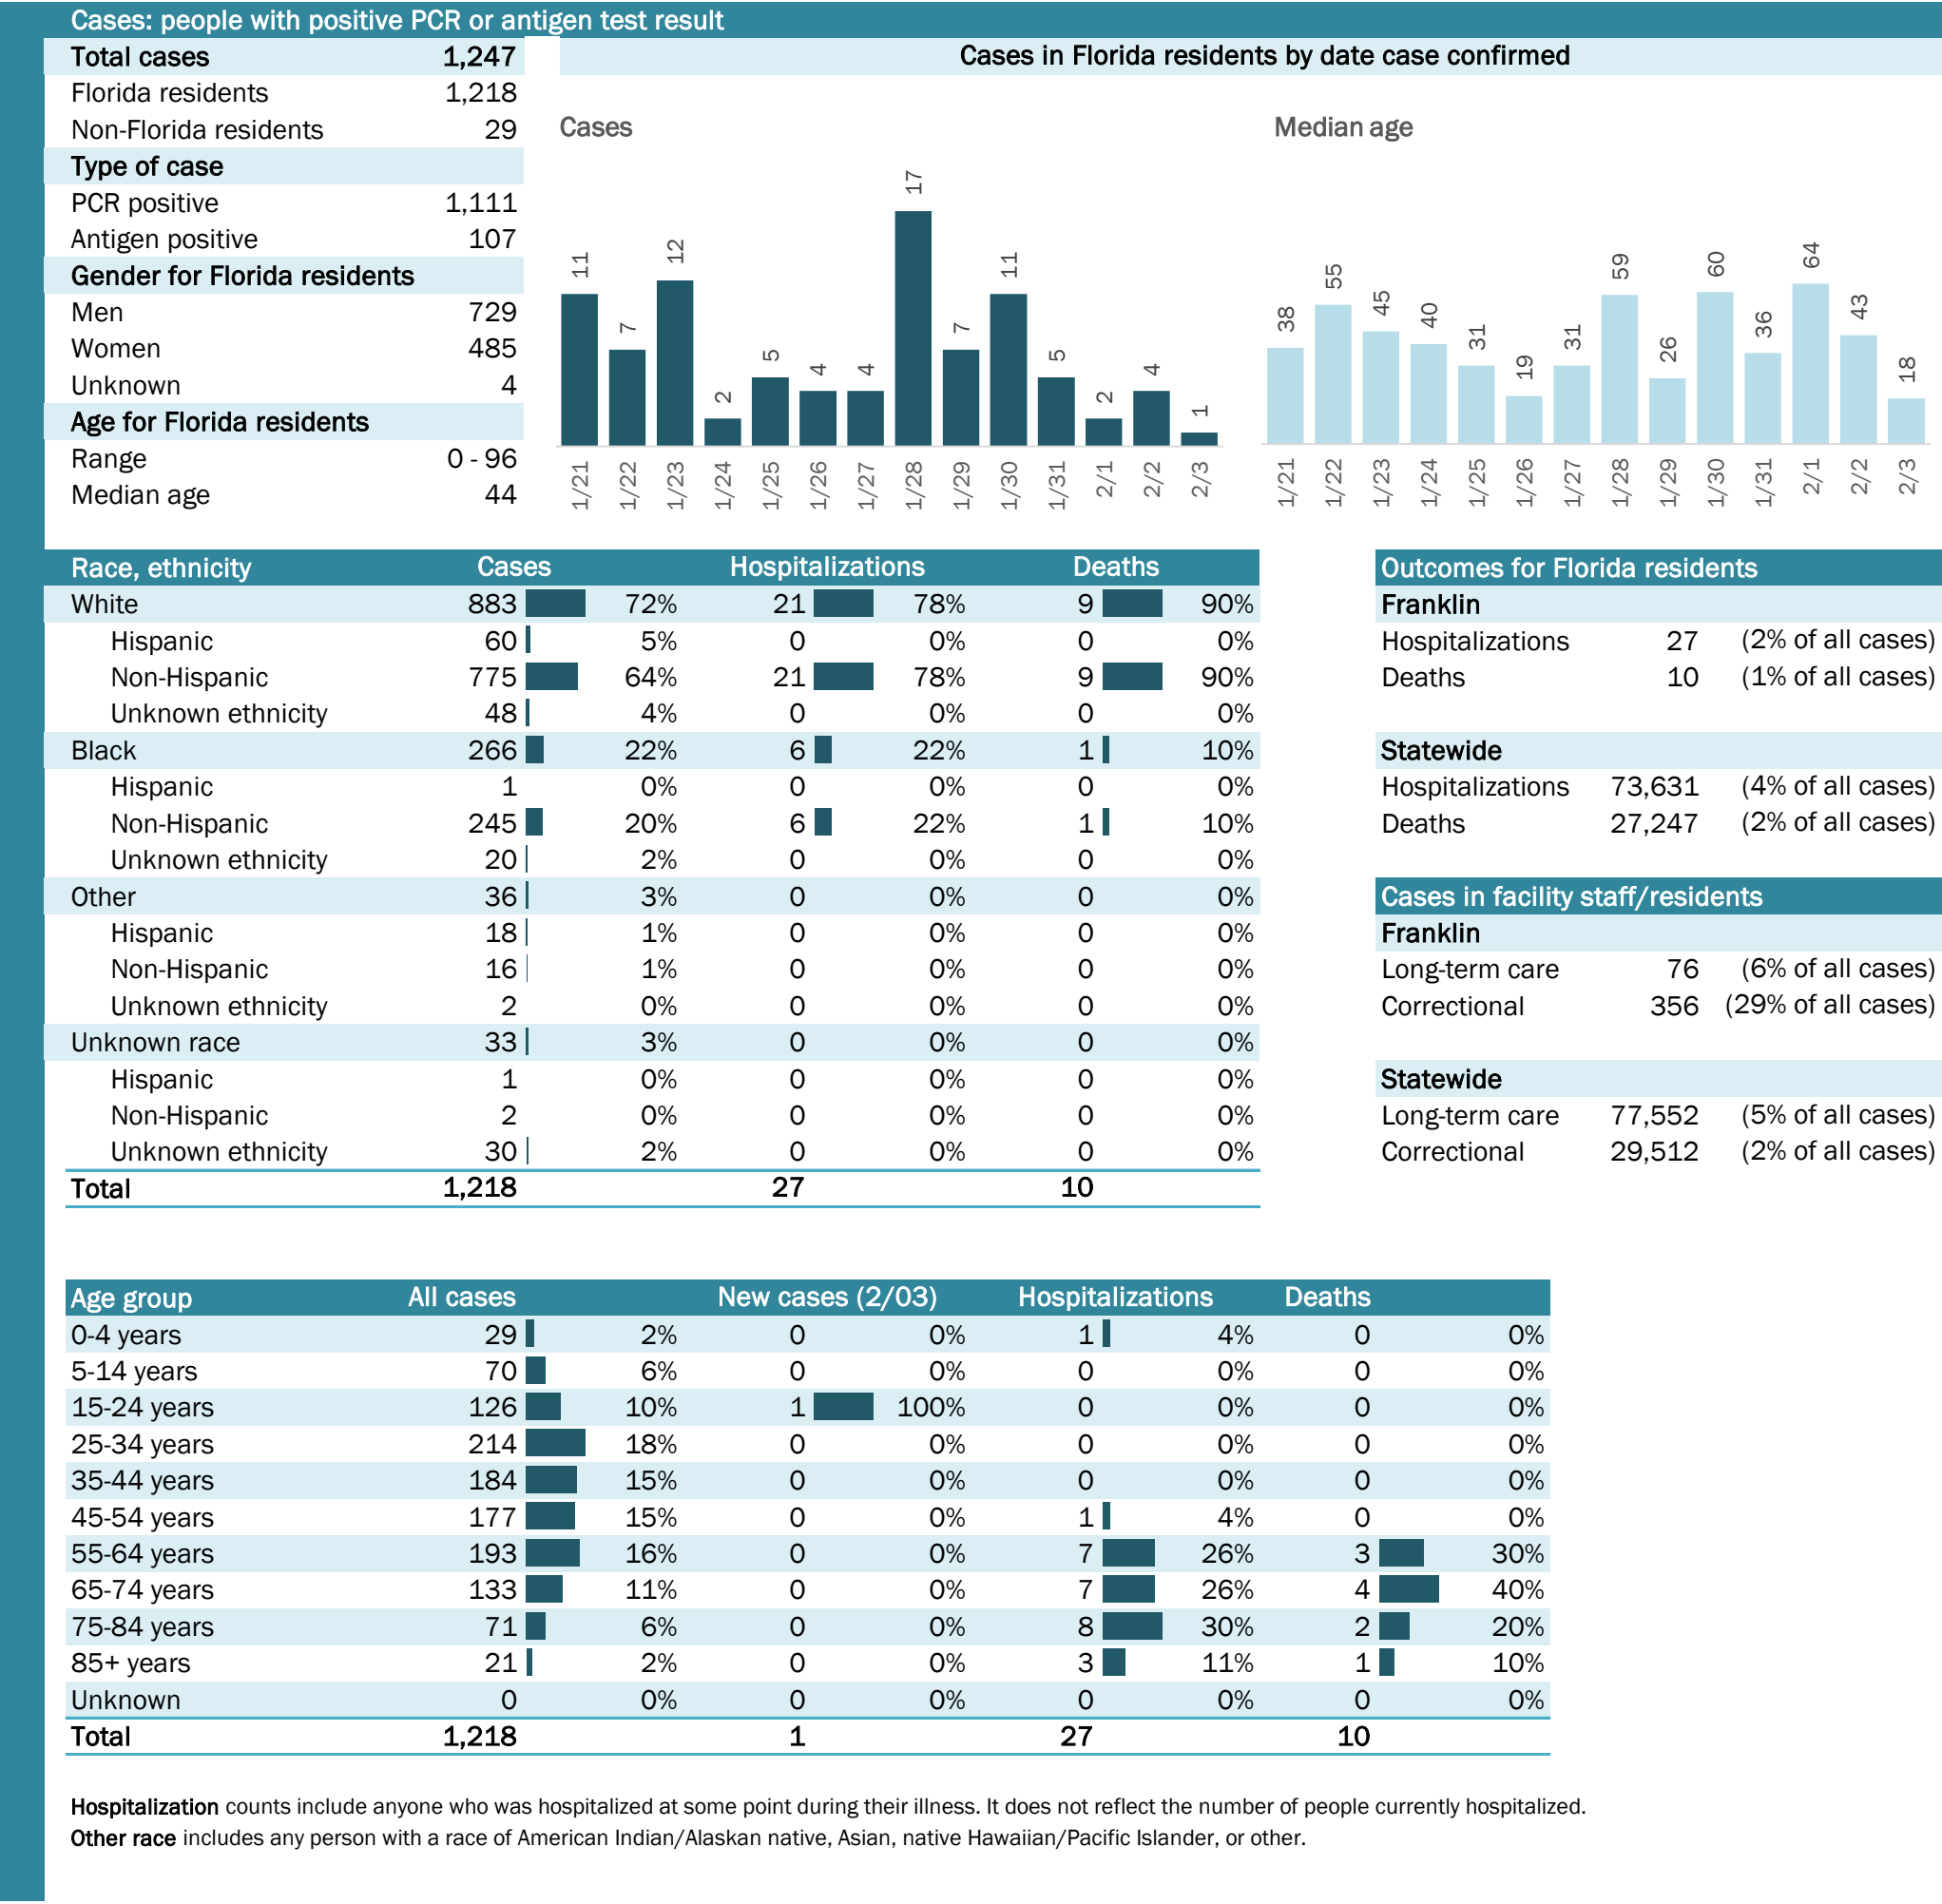 Cases: people with positive PCR or antigen test result
Total cases 1,247
Florida residents 1,218
Non-Florida residents 29
Type of case
PCR positive 1,111
Antigen positive 107
Gender for Florida residents
Men 729
Women 485
Unknown 4
Age for Florida residents
Range 0 - 96
Median age 44
Cases in Florida residents by date case confirmed
Cases
11 7 12 2 5 4 4 17 7 11 5 2 4 1
1/21 1/22 1/23 1/24 1/25 1/26 1/27 1/28 1/29 1/30 1/31 2/1 2/2 2/3
Median age
38 55 45 40 31 19 31 59 26 60 36 64 43 18
1/21 1/22 1/23 1/24 1/25 1/26 1/27 1/28 1/29 1/30 1/31 2/1 2/2 2/3
Race, ethnicity Cases Hospitalizations Deaths
White 883 72% 21 78% 9 90%
Hispanic 60 5% 0 0% 0 0%
Non-Hispanic 775 64% 21 78% 9 90%
Unknown ethnicity 48 4% 0 0% 0 0%
Black 266 22% 6 22% 1 10%
Hispanic 1 0% 0 0% 0 0%
Non-Hispanic 245 20% 6 22% 1 10%
Unknown ethnicity 20 2% 0 0% 0 0%
Other 36 3% 0 0% 0 0%
Hispanic 18 1% 0 0% 0 0%
Non-Hispanic 16 1% 0 0% 0 0%
Unknown ethnicity 2 0% 0 0% 0 0%
Unknown race 33 3% 0 0% 0 0%
Hispanic 1 0% 0 0% 0 0%
Non-Hispanic 2 0% 0 0% 0 0%
Unknown ethnicity 30 2% 0 0% 0 0%
Total 1,218 27 10
Outcomes for Florida residents
Franklin
Hospitalizations 27 (2% of all cases)
Deaths 10 (1% of all cases)
Statewide
Hospitalizations 73,631 (4% of all cases)
Deaths 27,247 (2% of all cases)
Cases in facility staff/residents
Franklin
Long-term care 76 (6% of all cases)
Correctional 356 (29% of all cases)
Statewide
Long-term care 77,552 (5% of all cases)
Correctional 29,512 (2% of all cases)
Age group All cases New cases (2/03) Hospitalizations Deaths
0-4 years 29 2% 0 0% 1 4% 0 0%
5-14 years 70 6% 0 0% 0 0% 0 0%
15-24 years 126 10% 1 100% 0 0% 0 0%
25-34 years 214 18% 0 0% 0 0% 0 0%
35-44 years 184 15% 0 0% 0 0% 0 0%
45-54 years 177 15% 0 0% 1 4% 0 0%
55-64 years 193 16% 0 0% 7 26% 3 30%
65-74 years 133 11% 0 0% 7 26% 4 40%
75-84 years 71 6% 0 0% 8 30% 2 20%
85+ years 21 2% 0 0% 3 11% 1 10%
Unknown 0 0% 0 0% 0 0% 0 0%
Total 1,218 1 27 10
Hospitalization counts include anyone who was hospitalized at some point during their illness. It does not reflect the number of people currently hospitalized.
Other race includes any person with a race of American Indian/Alaskan native, Asian, native Hawaiian/Pacific Islander, or other.